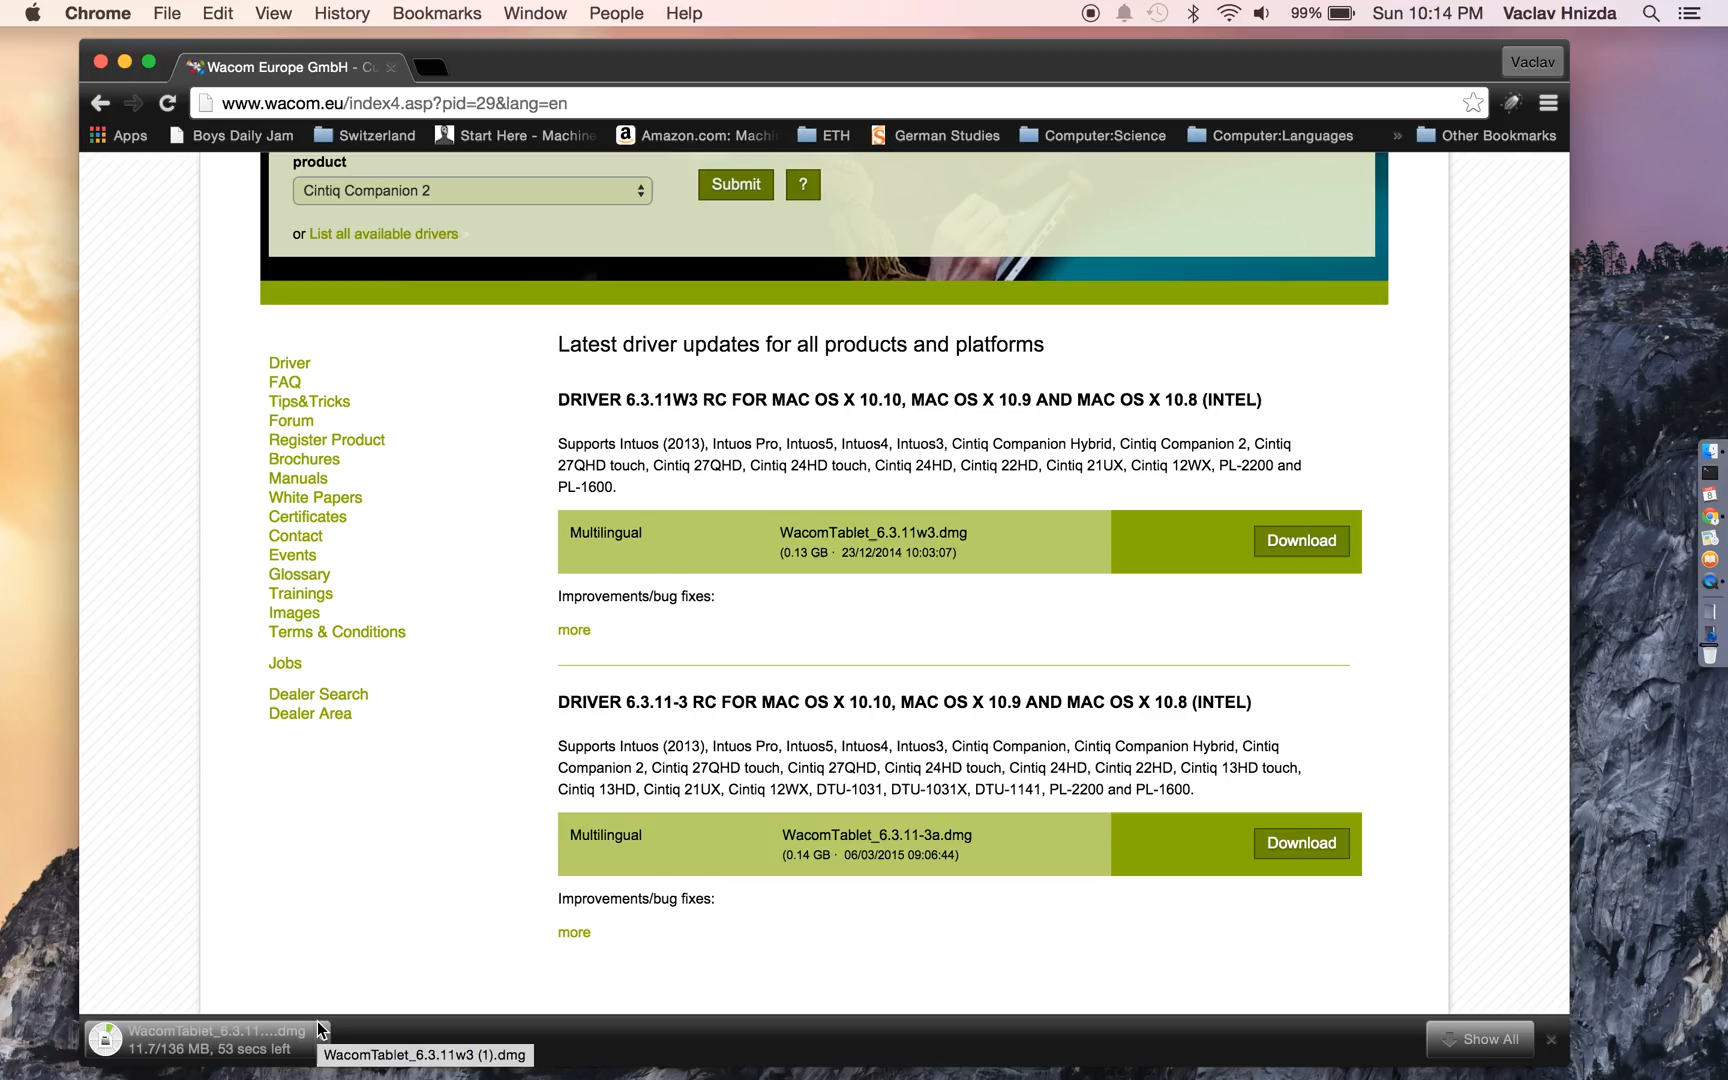 Chrome File Edit View History Bookmarks Window People Help 99% Sun 10:14 PM Vaclav Hnizda
Wacom Europe GmbH - Cu Vaclav
www.wacom.eu/index4.asp?pid=29&lang=en
Apps Boys Daily Jam Switzerland Start Here - Machine Amazon.com: Machi ETH German Studies Computer:Science Computer:Languages » Other Bookmarks
product
Cintiq Companion 2 Submit ?
or List all available drivers
Latest driver updates for all products and platforms
Driver
FAQ
Tips&Tricks
Forum
Register Product
Brochures
Manuals
White Papers
Certificates
Contact
Events
Glossary
Trainings
Images
Terms & Conditions
Jobs
Dealer Search
Dealer Area
DRIVER 6.3.11W3 RC FOR MAC OS X 10.10, MAC OS X 10.9 AND MAC OS X 10.8 (INTEL)
Supports Intuos (2013), Intuos Pro, Intuos5, Intuos4, Intuos3, Cintiq Companion Hybrid, Cintiq Companion 2, Cintiq
27QHD touch, Cintiq 27QHD, Cintiq 24HD touch, Cintiq 24HD, Cintiq 22HD, Cintiq 21UX, Cintiq 12WX, PL-2200 and
PL-1600.
Multilingual WacomTablet_6.3.11w3.dmg Download
(0.13 GB · 23/12/2014 10:03:07)
Improvements/bug fixes:
more
DRIVER 6.3.11-3 RC FOR MAC OS X 10.10, MAC OS X 10.9 AND MAC OS X 10.8 (INTEL)
Supports Intuos (2013), Intuos Pro, Intuos5, Intuos4, Intuos3, Cintiq Companion, Cintiq Companion Hybrid, Cintiq
Companion 2, Cintiq 27QHD touch, Cintiq 27QHD, Cintiq 24HD touch, Cintiq 24HD, Cintiq 22HD, Cintiq 13HD touch,
Cintiq 13HD, Cintiq 21UX, Cintiq 12WX, DTU-1031, DTU-1031X, DTU-1141, PL-2200 and PL-1600.
Multilingual WacomTablet_6.3.11-3a.dmg Download
(0.14 GB · 06/03/2015 09:06:44)
Improvements/bug fixes:
more
WacomTablet_6.3.11....dmg
11.7/136 MB, 53 secs left
WacomTablet_6.3.11w3 (1).dmg
Show All
8